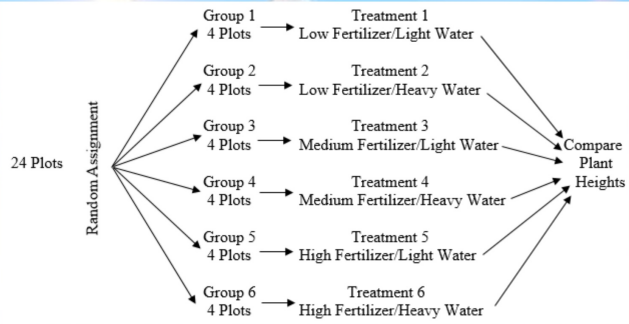 24 Plots
Random Assignment
Group 1
4 Plots
Treatment 1
Low Fertilizer/Light Water
Group 2
4 Plots
Treatment 2
Low Fertilizer/Heavy Water
Group 3
4 Plots
Treatment 3
Medium Fertilizer/Light Water
Group 4
4 Plots
Treatment 4
Medium Fertilizer/Heavy Water
Group 5
4 Plots
Treatment 5
High Fertilizer/Light Water
Group 6
4 Plots
Treatment 6
High Fertilizer/Heavy Water
Compare
Plant
Heights